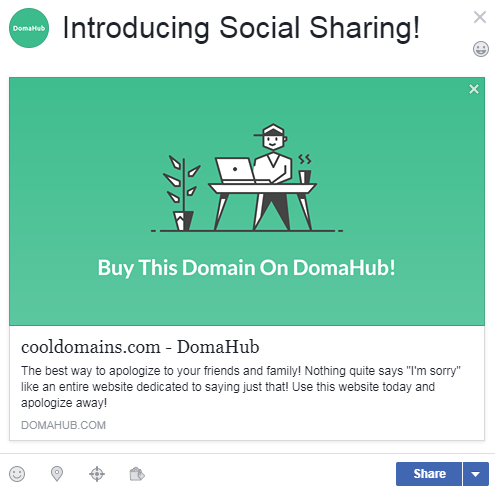 DomaHub
Introducing Social Sharing!
Buy This Domain On DomaHub!
cooldomains.com - DomaHub
The best way to apologize to your friends and family! Nothing quite says "I'm sorry"
like an entire website dedicated to saying just that! Use this website today and
apologize away!
DOMAHUB.COM
Share